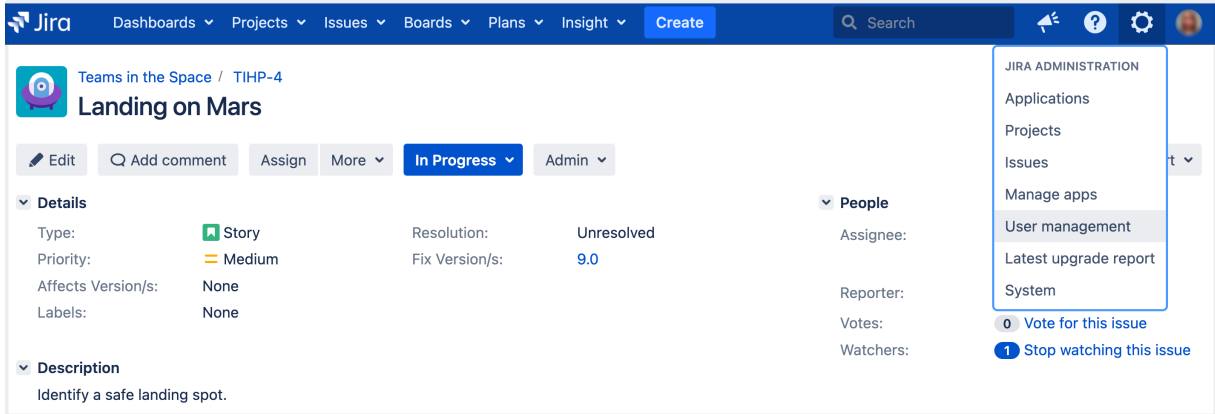 Jira Dashboards Projects Issues Boards Plans Insight Create Search
JIRA ADMINISTRATION
Teams in the Space / TIHP-4
Landing on Mars
Applications
Projects
Issues
Manage apps
User management
Latest upgrade report
System
Edit Add comment Assign More In Progress Admin
Details
Type: Story
Priority: Medium
Affects Version/s: None
Labels: None
Resolution: Unresolved
Fix Version/s: 9.0
People
Assignee:
Reporter:
Votes: 0 Vote for this issue
Watchers: 1 Stop watching this issue
Description
Identify a safe landing spot.